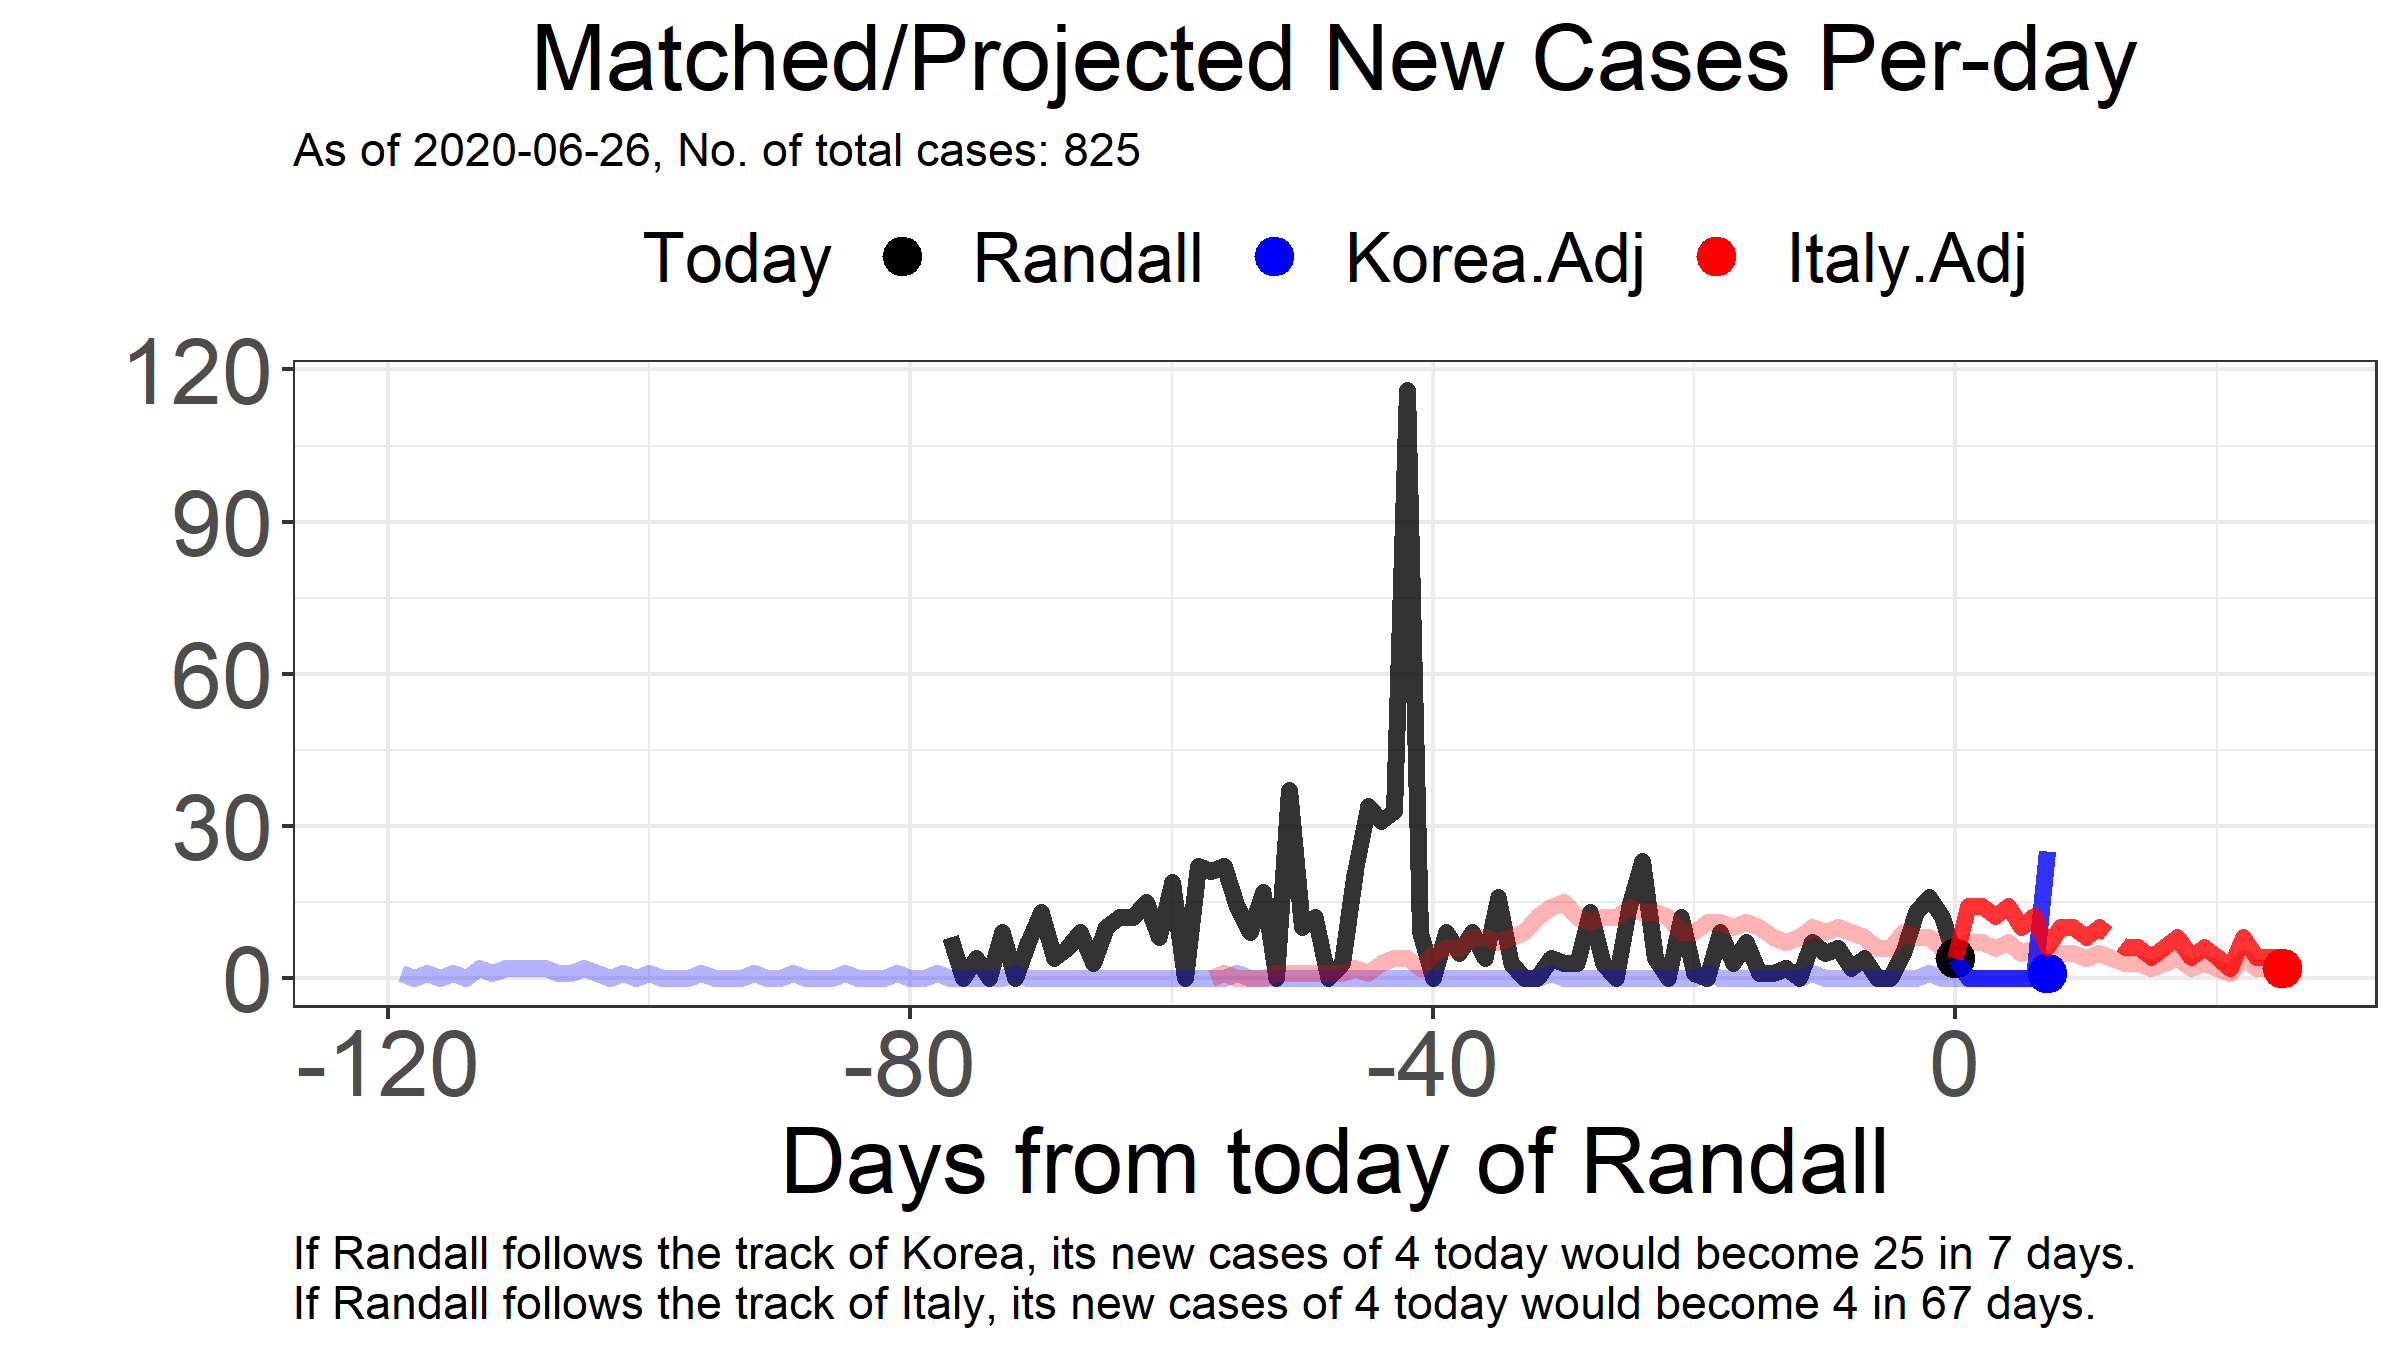 Matched/Projected New Cases Per-day
As of 2020-06-26, No. of total cases: 825
Today Randall Korea.Adj Italy.Adj
120
90
60
30
0
-120 -80 -40 0
Days from today of Randall
If Randall follows the track of Korea, its new cases of 4 today would become 25 in 7 days.
If Randall follows the track of Italy, its new cases of 4 today would become 4 in 67 days.